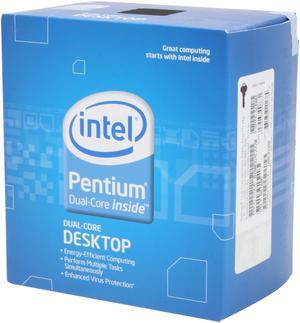 Great computing
starts with Intel inside
intel
Pentium®
Dual-Core inside™
DUAL-CORE
DESKTOP
• Energy-Efficient Computing
• Perform Multiple Tasks
Simultaneously
• Enhanced Virus Protection*